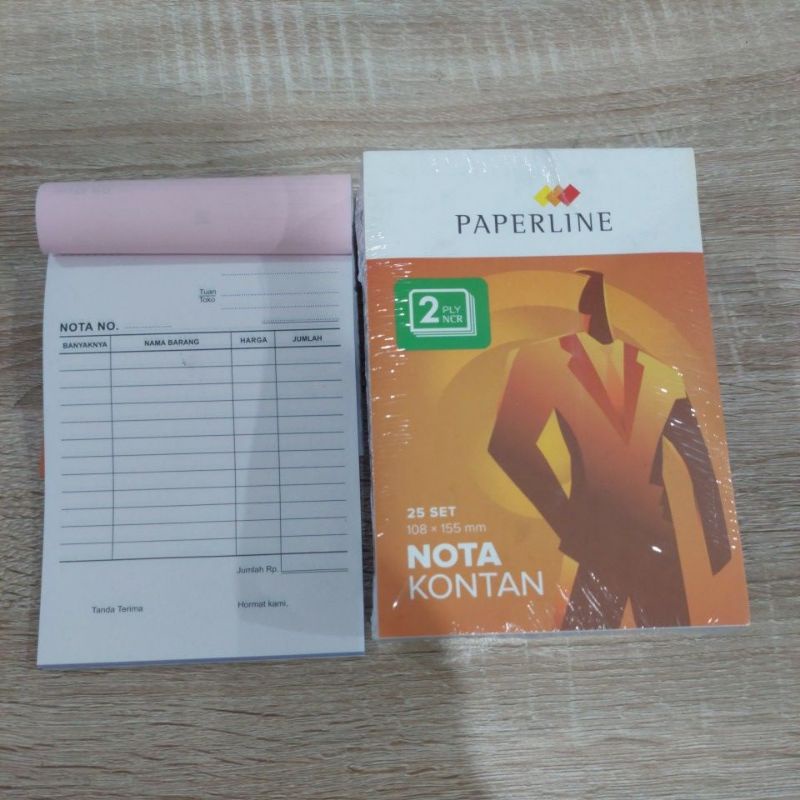 Tuan
Toko
NOTA NO.
BANYAKNYA NAMA BARANG HARGA JUMLAH
Jumlah Rp.
Tanda Terima Hormat kami,
PAPERLINE
2 PLY
NCR
25 SET
108 × 155 mm
NOTA
KONTAN